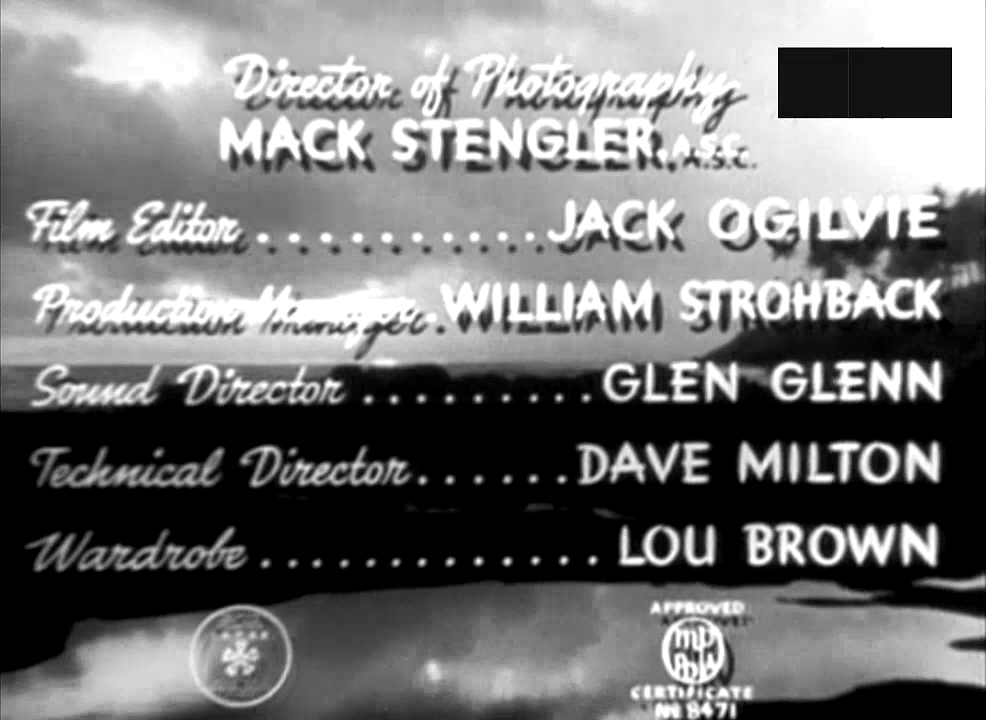 Director of Photography
MACK STENGLER, A.S.C.
Film Editor . . . . . . . . . . . JACK OGILVIE
Production Manager . WILLIAM STROHBACK
Sound Director . . . . . . . . . . GLEN GLENN
Technical Director . . . . . . DAVE MILTON
Wardrobe . . . . . . . . . . . . . . LOU BROWN
APPROVED
MPPDA
CERTIFICATE
No 8471